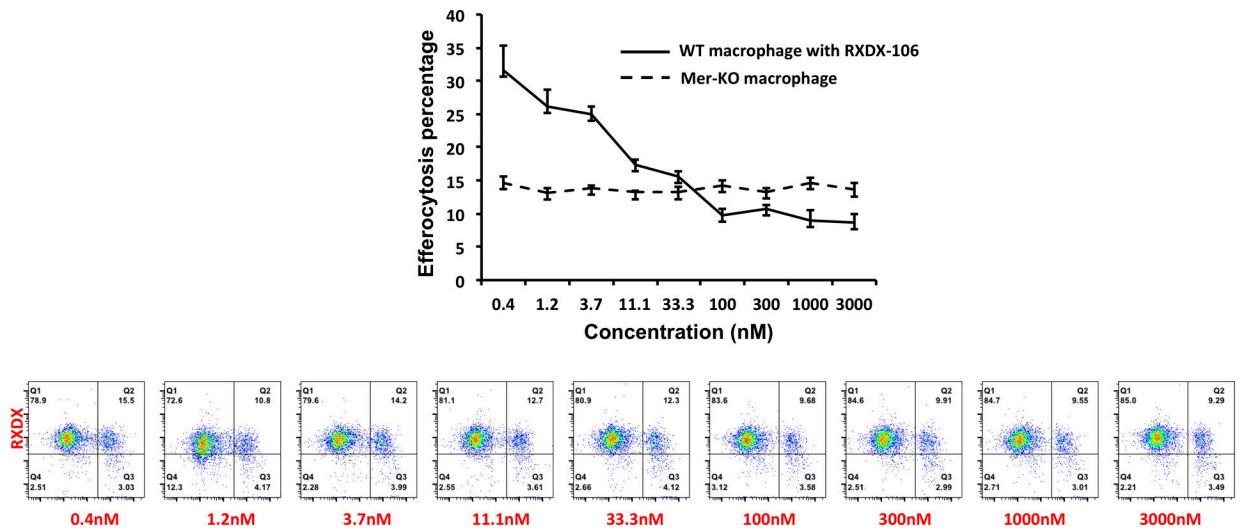 40
35
30
25
20
15
10
5
0
Efferocytosis percentage
WT macrophage with RXDX-106
Mer-KO macrophage
0.4 1.2 3.7 11.1 33.3 100 300 1000 3000
Concentration (nM)
RXDX
Q1 Q2
78.9 15.5
Q4 Q3
2.51 3.03
0.4nM
Q1 Q2
72.6 10.8
Q4 Q3
12.3 4.17
1.2nM
Q1 Q2
79.6 14.2
Q4 Q3
2.28 3.99
3.7nM
Q1 Q2
81.1 12.7
Q4 Q3
2.55 3.61
11.1nM
Q1 Q2
80.9 12.3
Q4 Q3
2.66 4.12
33.3nM
Q1 Q2
83.6 9.68
Q4 Q3
3.12 3.58
100nM
Q1 Q2
84.6 9.91
Q4 Q3
2.51 2.99
300nM
Q1 Q2
84.7 9.55
Q4 Q3
2.71 3.01
1000nM
Q1 Q2
85.0 9.29
Q4 Q3
2.21 3.49
3000nM